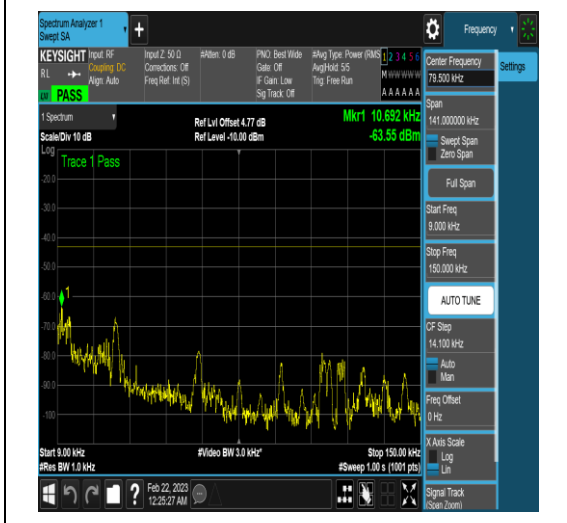 Spectrum Analyzer 1
Swept SA
+
Frequency
KEYSIGHT
RL
Input: RF
Coupling: DC
Align: Auto
Input Z: 50 Ω
Corrections: Off
Freq Ref: Int (S)
#Atten: 0 dB
PNO: Best Wide
Gate: Off
IF Gain: Low
Sig Track: Off
#Avg Type: Power (RMS
Avg|Hold: 5/5
Trig: Free Run
1 2 3 4 5 6
M W W W W W
A A A A A A
PASS
1 Spectrum
Scale/Div 10 dB
Ref Lvl Offset 4.77 dB
Ref Level -10.00 dBm
Mkr1 10.692 kHz
-63.55 dBm
Log
Trace 1 Pass
-20.0
-30.0
-40.0
-50.0
-60.0
-70.0
-80.0
-90.0
-100
1
Start 9.00 kHz
#Res BW 1.0 kHz
#Video BW 3.0 kHz*
Stop 150.00 kHz
#Sweep 1.00 s (1001 pts)
?
Feb 22, 2023
12:25:27 AM
Center Frequency
79.500 kHz
Settings
Span
141.000000 kHz
Swept Span
Zero Span
Full Span
Start Freq
9.000 kHz
Stop Freq
150.000 kHz
AUTO TUNE
CF Step
14.100 kHz
Auto
Man
Freq Offset
0 Hz
X Axis Scale
Log
Lin
Signal Track
(Span Zoom)